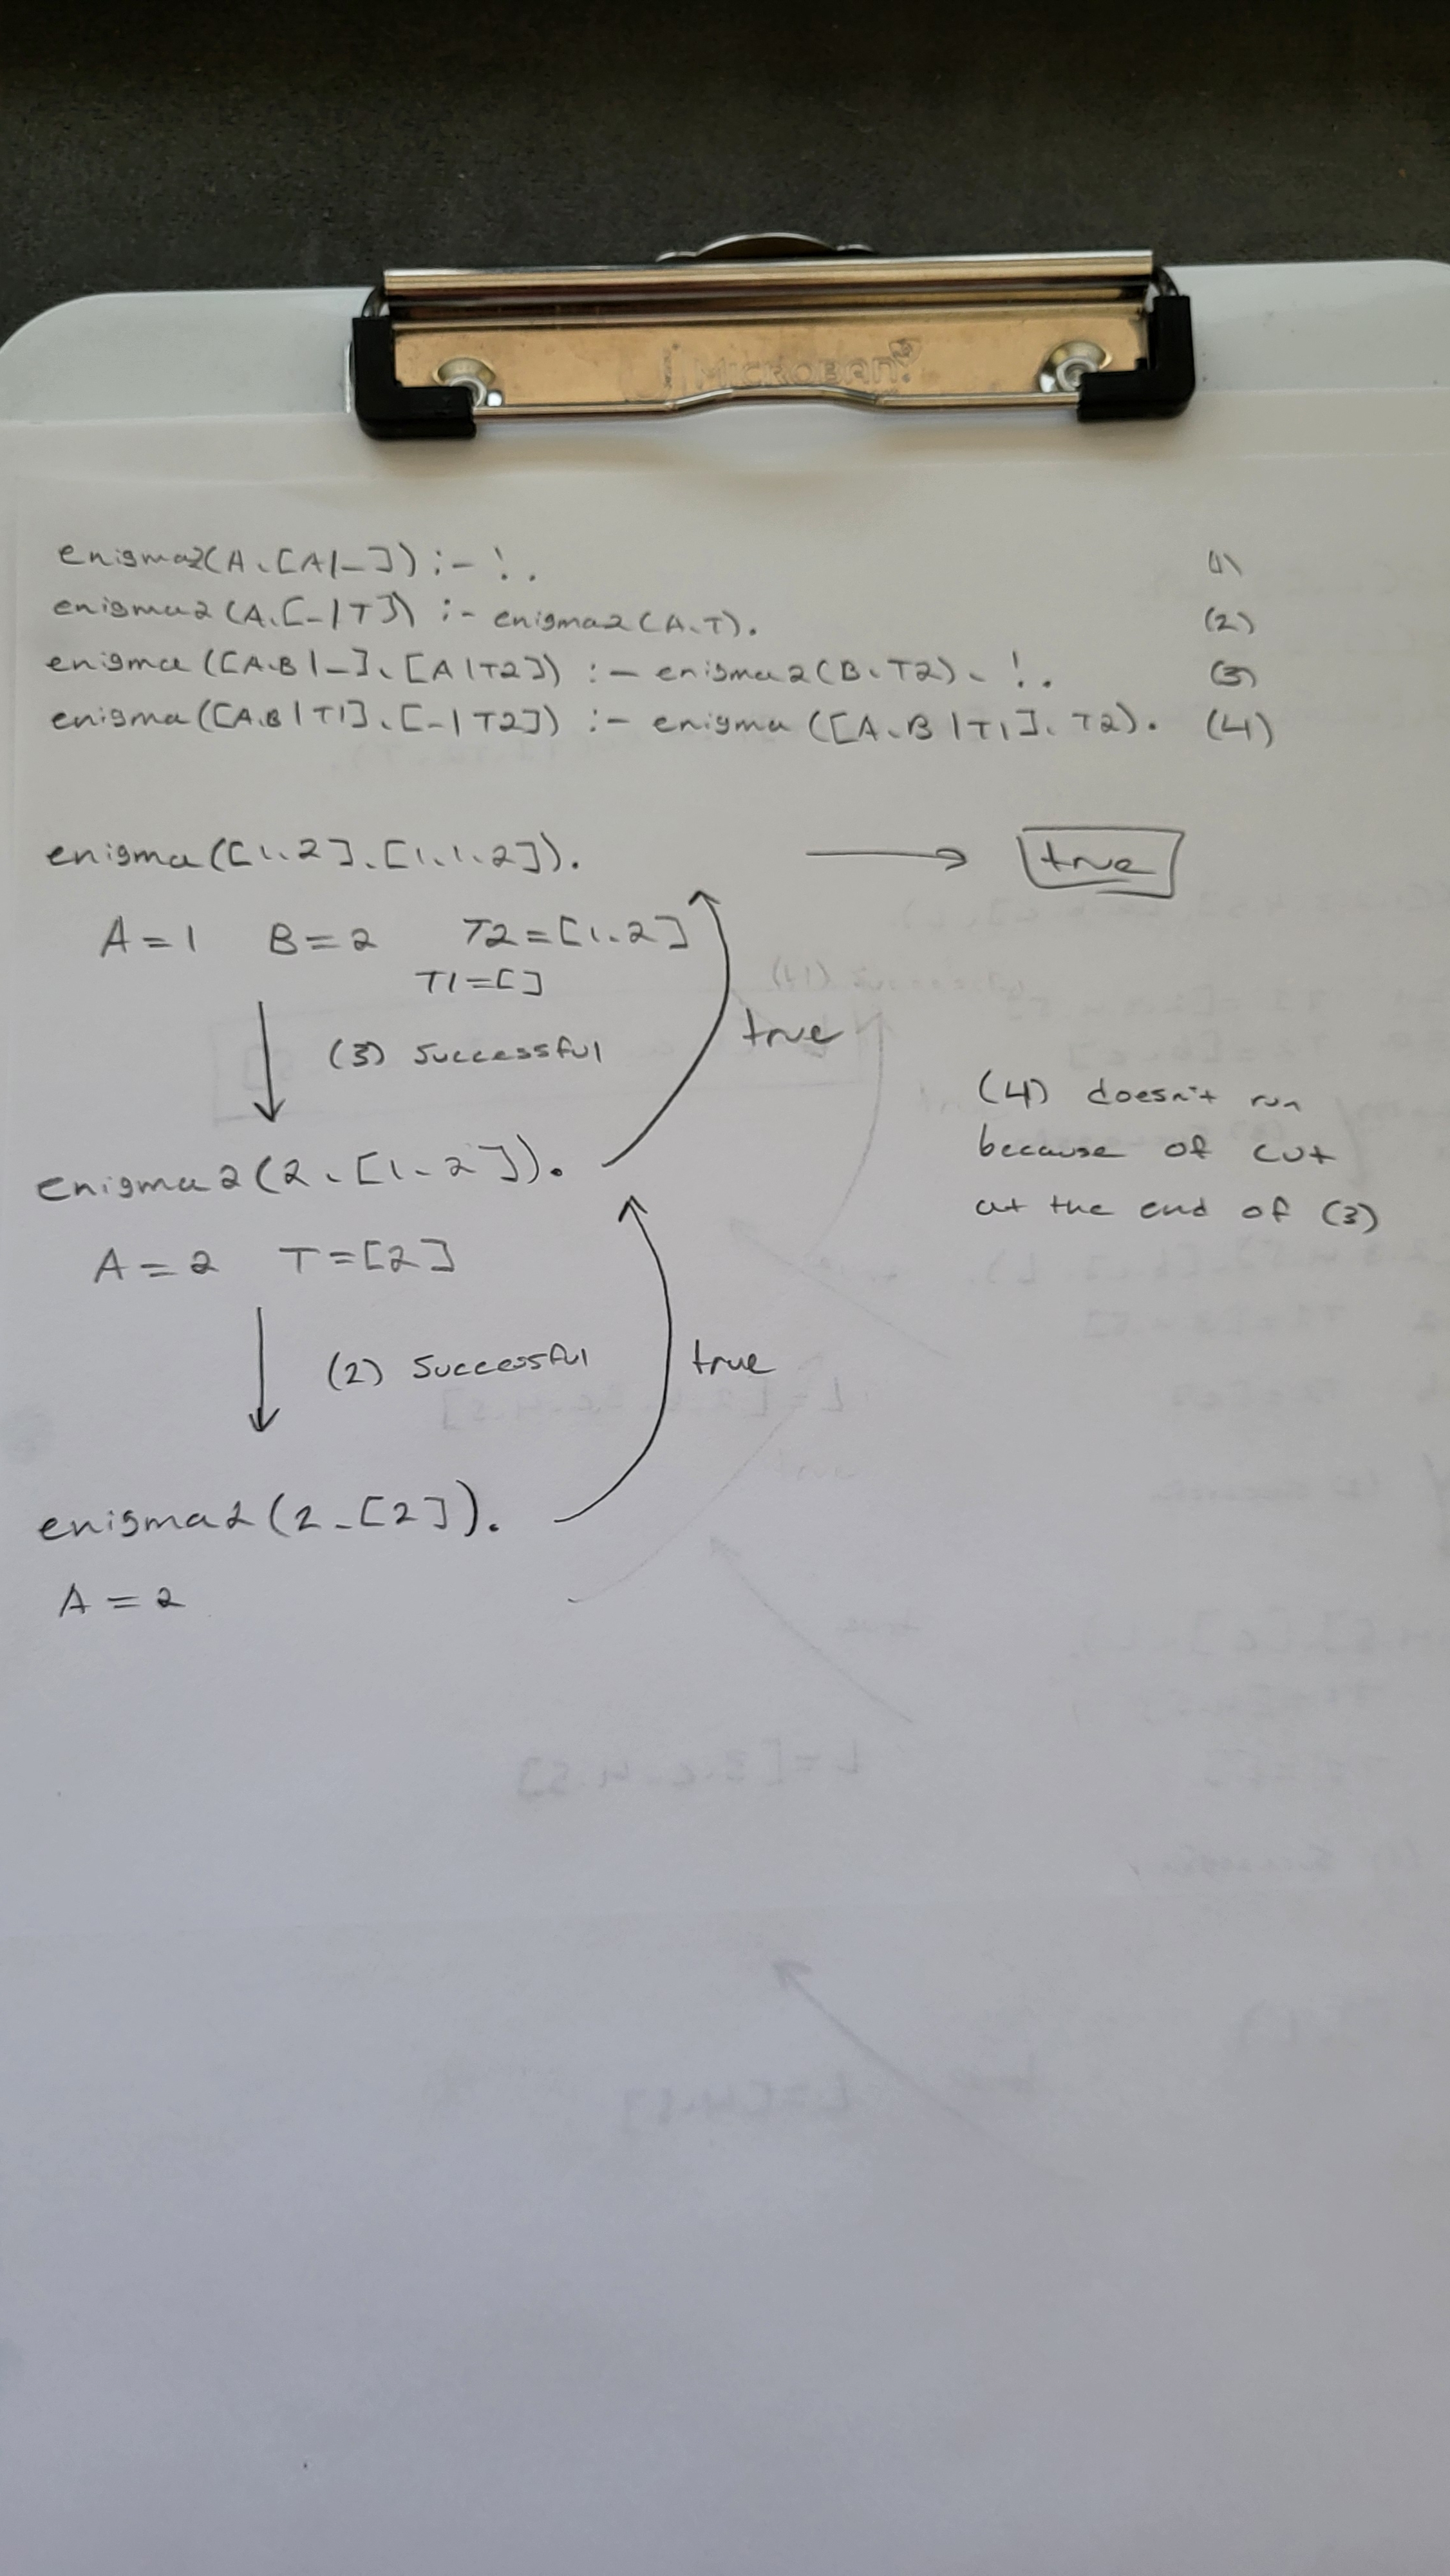 MICROBAN
enigma2(A,[A|_]) :- !. (1)
enigma2(A,[_|T]) :- enigma2(A,T). (2)
enigma([A,B|_],[A|T2]) :- enigma2(B,T2), !. (3)
enigma([A,B|T1],[_|T2]) :- enigma([A,B|T1],T2). (4)
enigma([1,2],[1,1,2]). → true
A=1 B=2 T2=[1,2]
T1=[]
(3) Successful
true
(4) doesn't run
because of cut
at the end of (3)
enigma2(2,[1,2]).
A=2 T=[2]
(2) Successful
true
enigma2(2,[2]).
A=2